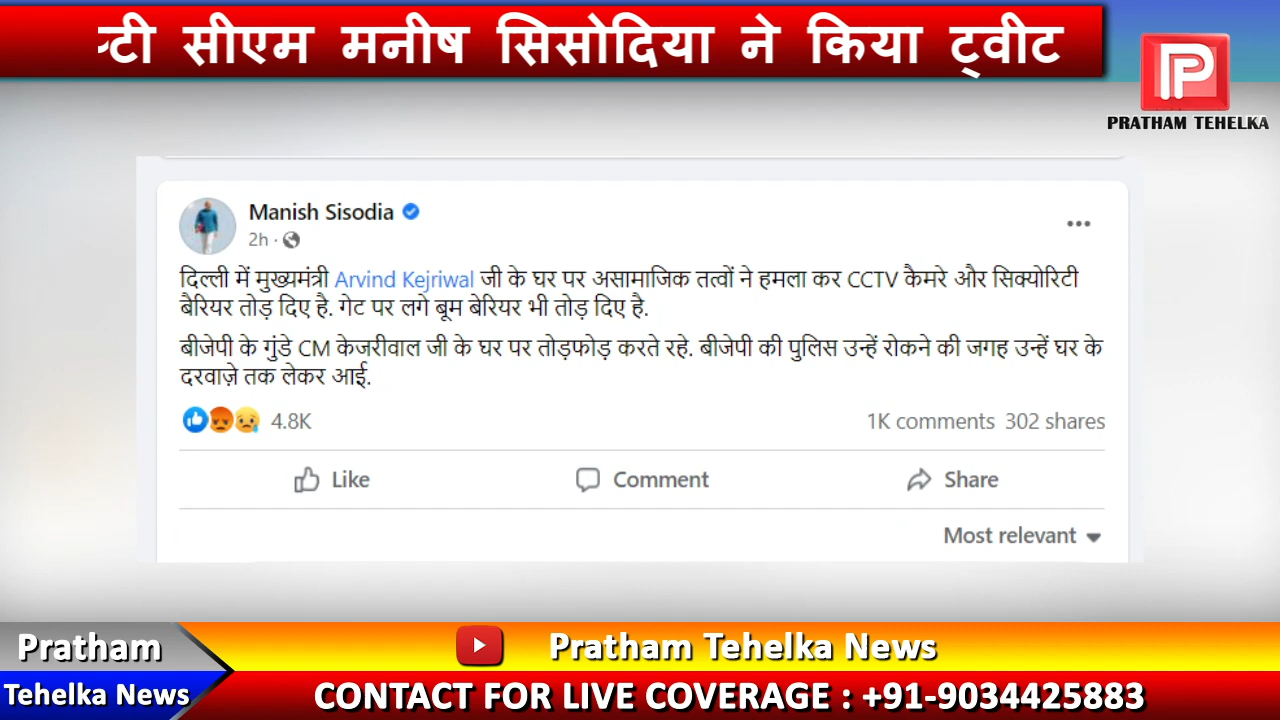 सीएम मनीष सिसोदिया ने किया ट्वीट
PRATHAM TEHELKA
Manish Sisodia
2h ·
दिल्ली में मुख्यमंत्री Arvind Kejriwal जी के घर पर असामाजिक तत्वों ने हमला कर CCTV कैमरे और सिक्योरिटी
बैरियर तोड़ दिए है. गेट पर लगे बूम बेरियर भी तोड़ दिए है.
बीजेपी के गुंडे CM केजरीवाल जी के घर पर तोड़फोड़ करते रहे. बीजेपी की पुलिस उन्हें रोकने की जगह उन्हें घर के
दरवाज़े तक लेकर आई.
4.8K
1K comments 302 shares
Like Comment Share
Most relevant
Pratham
Pratham Tehelka News
Tehelka News
CONTACT FOR LIVE COVERAGE : +91-9034425883